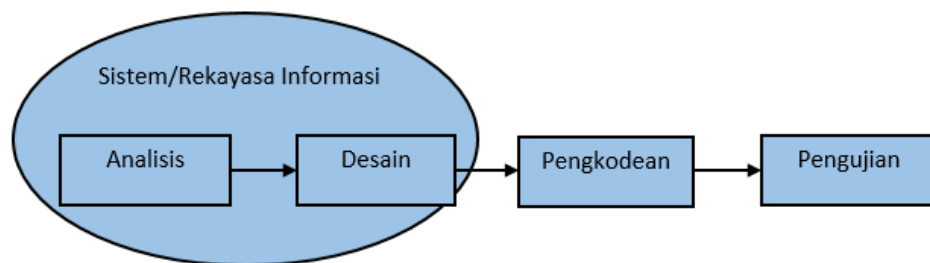 Sistem/Rekayasa Informasi
Analisis
Desain
Pengkodean
Pengujian